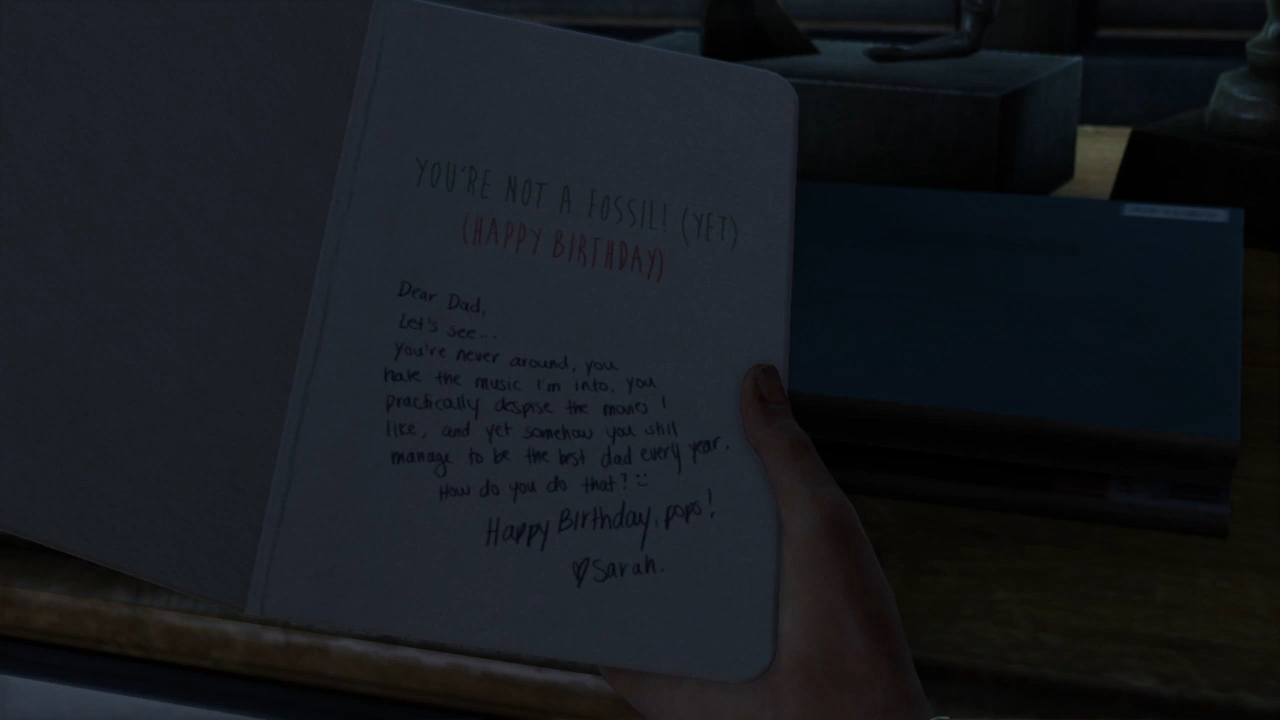 YOU'RE NOT A FOSSIL! (YET)
(HAPPY BIRTHDAY)
Dear Dad,
Let's see...
You're never around, you
hate the music I'm into, you
practically despise the movies I
like, and yet somehow you still
manage to be the best dad every year.
How do you do that? :)
Happy Birthday, pops!
♡Sarah.